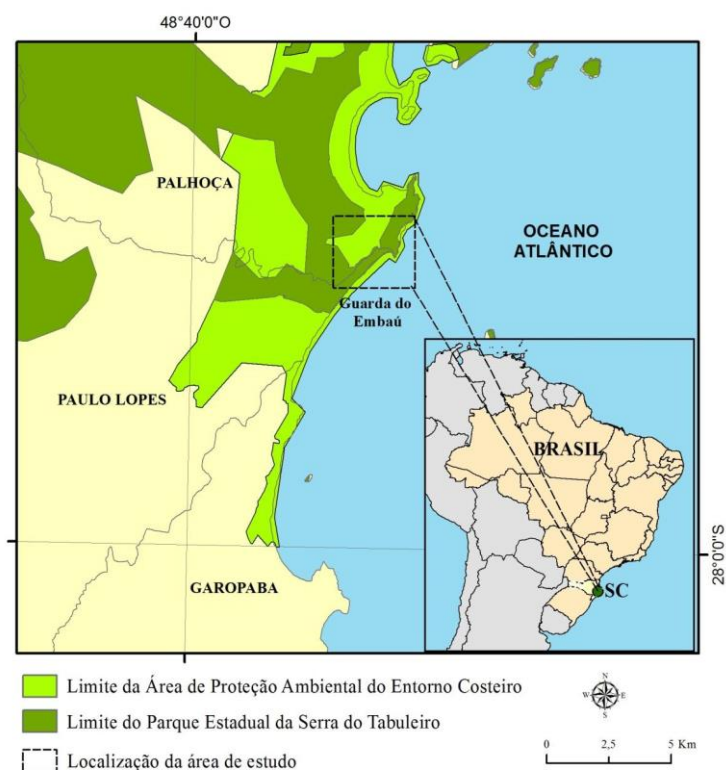 48°40'0"O
PALHOÇA
OCEANO
ATLÂNTICO
Guarda do
Embaú
PAULO LOPES
BRASIL
28°0'0"S
GAROPABA
SC
Limite da Área de Proteção Ambiental do Entorno Costeiro
N
W
E
S
Limite do Parque Estadual da Serra do Tabuleiro
Localização da área de estudo
0 2,5 5 Km